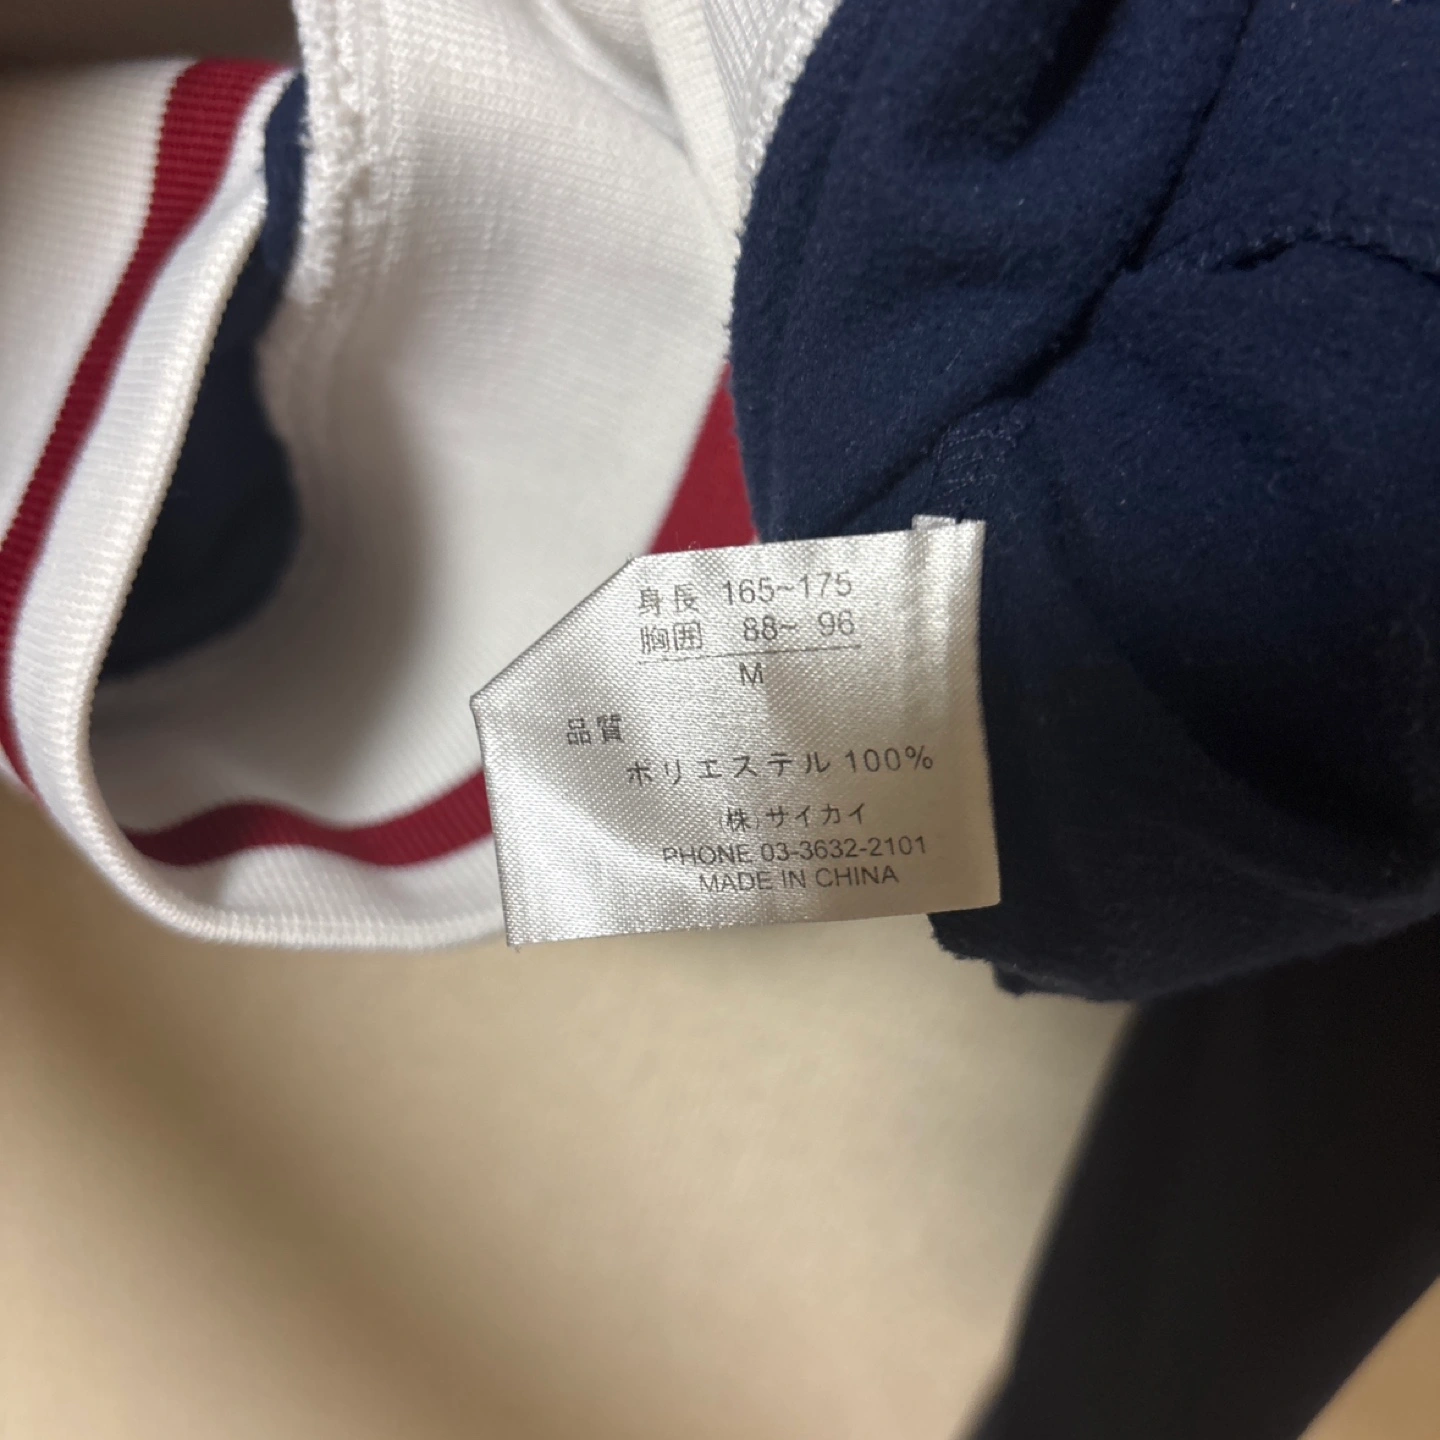 身長 165~175
胸囲 88~ 96
M
品質
ポリエステル 100%
(株)サイカイ
PHONE 03-3632-2101
MADE IN CHINA